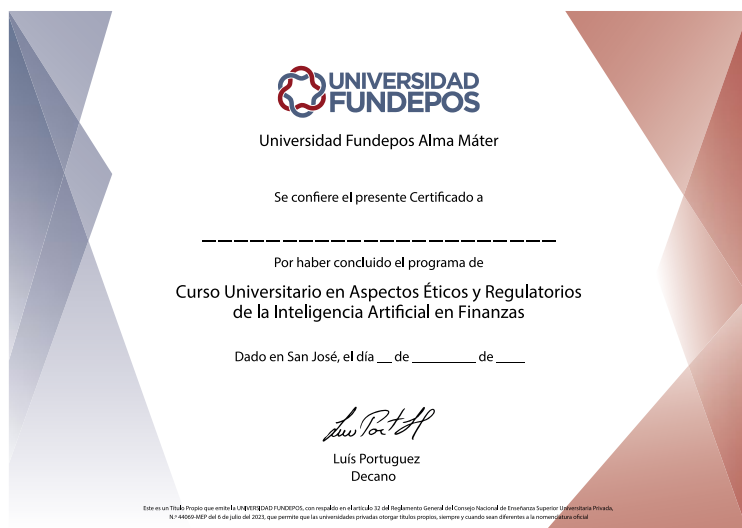 UNIVERSIDAD
FUNDEPOS
Universidad Fundepos Alma Máter
Se confiere el presente Certificado a
Por haber concluido el programa de
Curso Universitario en Aspectos Éticos y Regulatorios
de la Inteligencia Artificial en Finanzas
Dado en San José, el día __ de ________ de ____
Luís Portuguez
Decano
Este es un Título Propio que emite la UNIVERSIDAD FUNDEPOS, con respaldo en el artículo 32 del Reglamento General del Consejo Nacional de Enseñanza Superior Universitaria Privada,
N.º 44069-MEP del 6 de julio del 2023, que permite que las universidades privadas otorgar títulos propios, siempre y cuando sean diferentes a la nomenclatura oficial